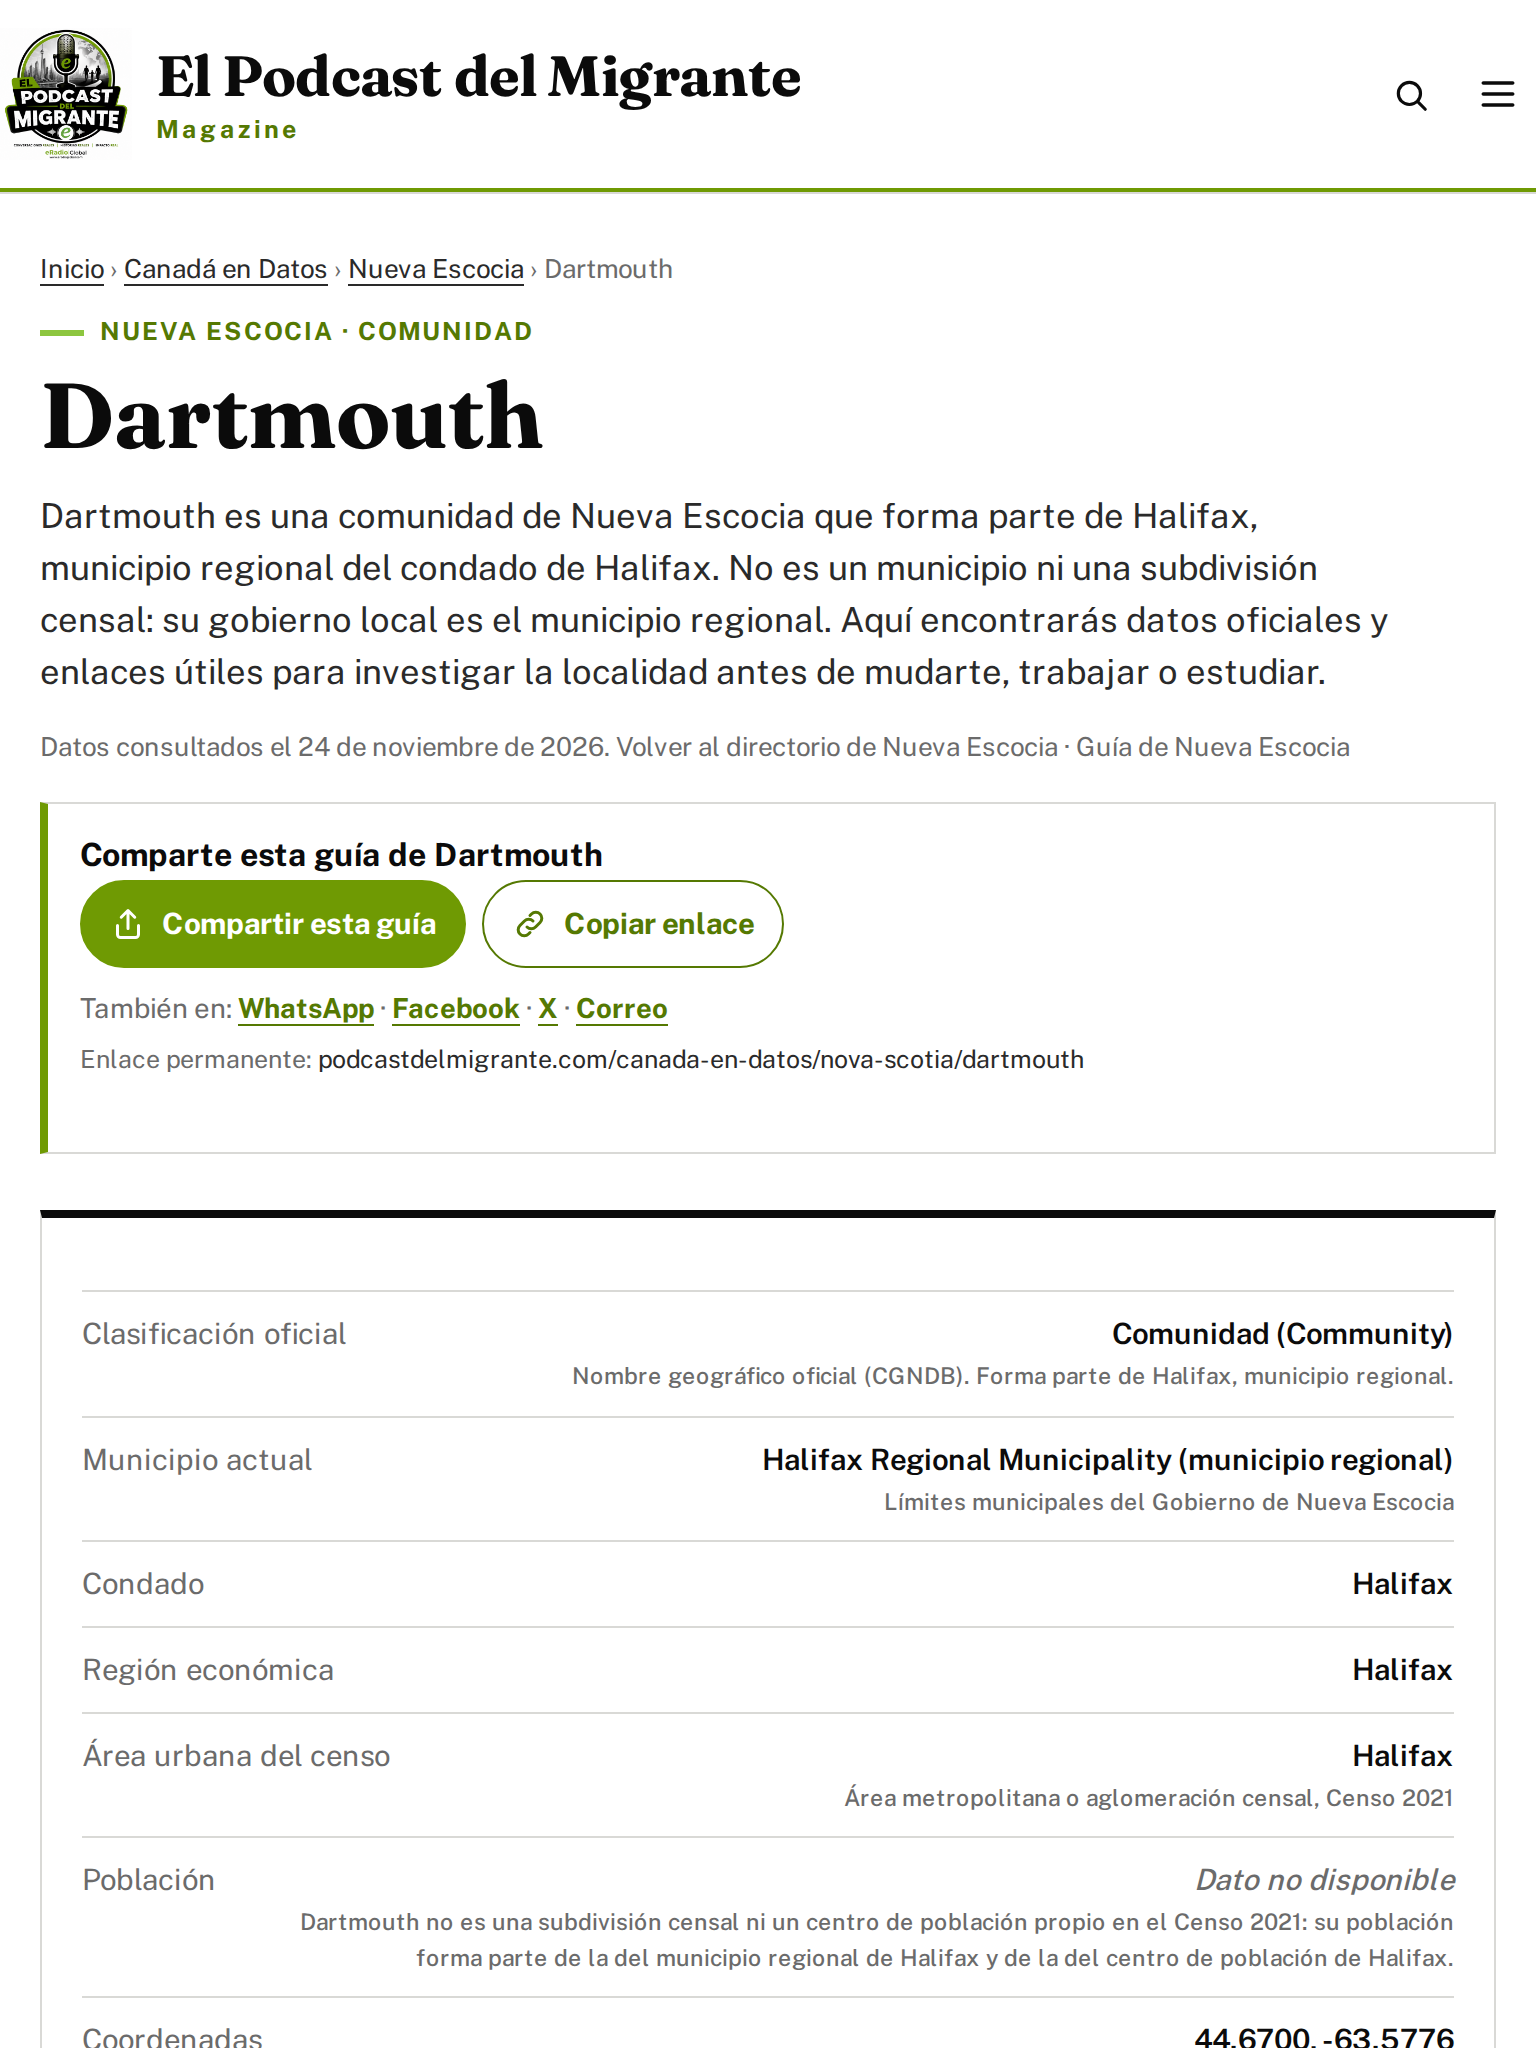 EL
PODCAST
DEL
MIGRANTE
eRadio Global
El Podcast del Migrante
Magazine
Inicio › Canadá en Datos › Nueva Escocia › Dartmouth
NUEVA ESCOCIA · COMUNIDAD
Dartmouth
Dartmouth es una comunidad de Nueva Escocia que forma parte de Halifax,
municipio regional del condado de Halifax. No es un municipio ni una subdivisión
censal: su gobierno local es el municipio regional. Aquí encontrarás datos oficiales y
enlaces útiles para investigar la localidad antes de mudarte, trabajar o estudiar.
Datos consultados el 24 de noviembre de 2026. Volver al directorio de Nueva Escocia · Guía de Nueva Escocia
Comparte esta guía de Dartmouth
Compartir esta guía
Copiar enlace
También en: WhatsApp · Facebook · X · Correo
Enlace permanente: podcastdelmigrante.com/canada-en-datos/nova-scotia/dartmouth
Clasificación oficial
Comunidad (Community)
Nombre geográfico oficial (CGNDB). Forma parte de Halifax, municipio regional.
Municipio actual
Halifax Regional Municipality (municipio regional)
Límites municipales del Gobierno de Nueva Escocia
Condado
Halifax
Región económica
Halifax
Área urbana del censo
Halifax
Área metropolitana o aglomeración censal, Censo 2021
Población
Dato no disponible
Dartmouth no es una subdivisión censal ni un centro de población propio en el Censo 2021: su población
forma parte de la del municipio regional de Halifax y de la del centro de población de Halifax.
Coordenadas
44.6700, -63.5776